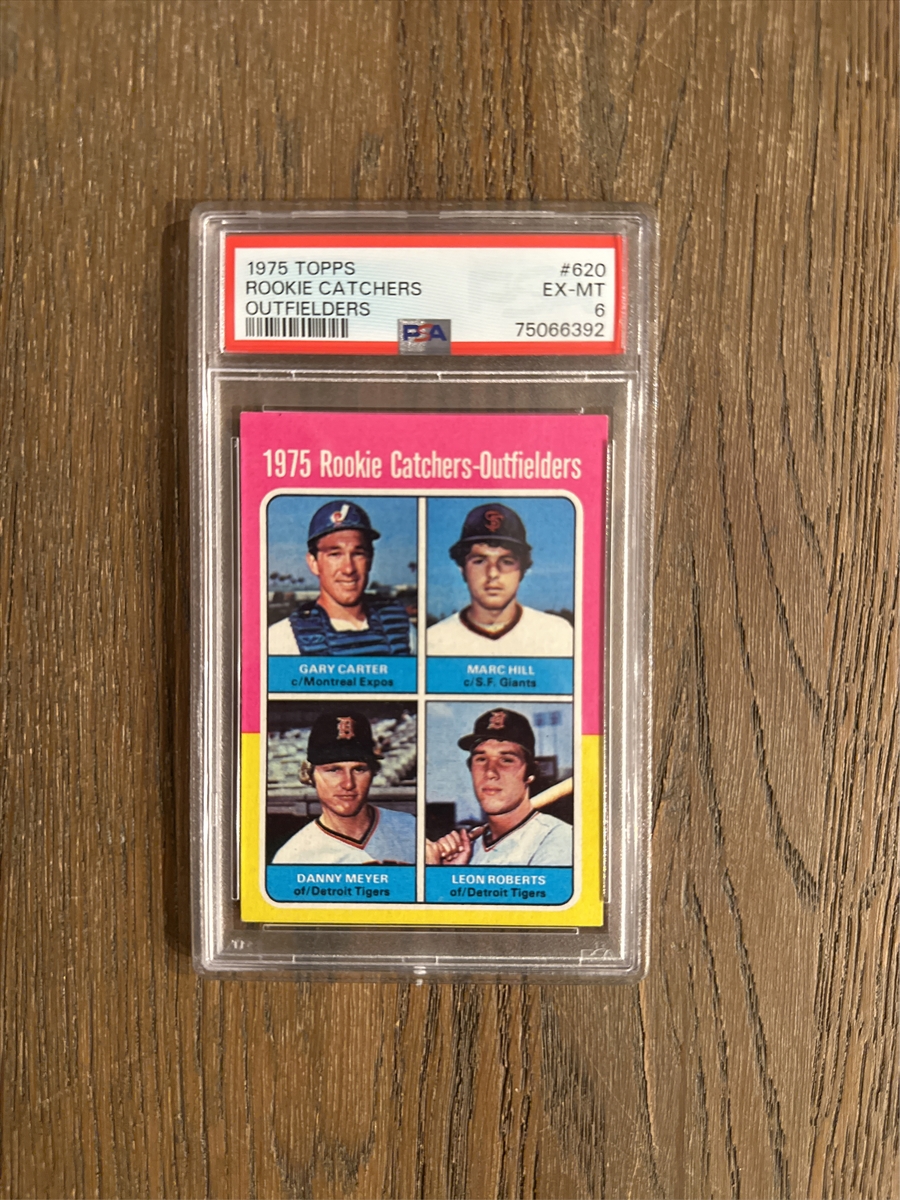 1975 TOPPS #620
ROOKIE CATCHERS EX-MT
OUTFIELDERS 6
PSA 75066392
1975 Rookie Catchers-Outfielders
GARY CARTER
c/Montreal Expos
MARC HILL
c/S.F. Giants
DANNY MEYER
of/Detroit Tigers
LEON ROBERTS
of/Detroit Tigers